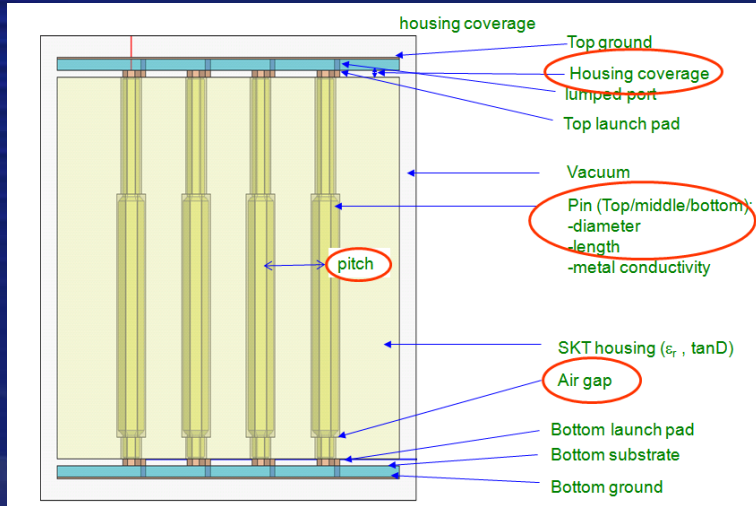 housing coverage
Top ground
Housing coverage
lumped port
Top launch pad
Vacuum
Pin (Top/middle/bottom):
-diameter
-length
-metal conductivity
pitch
SKT housing (εr , tanD)
Air gap
Bottom launch pad
Bottom substrate
Bottom ground